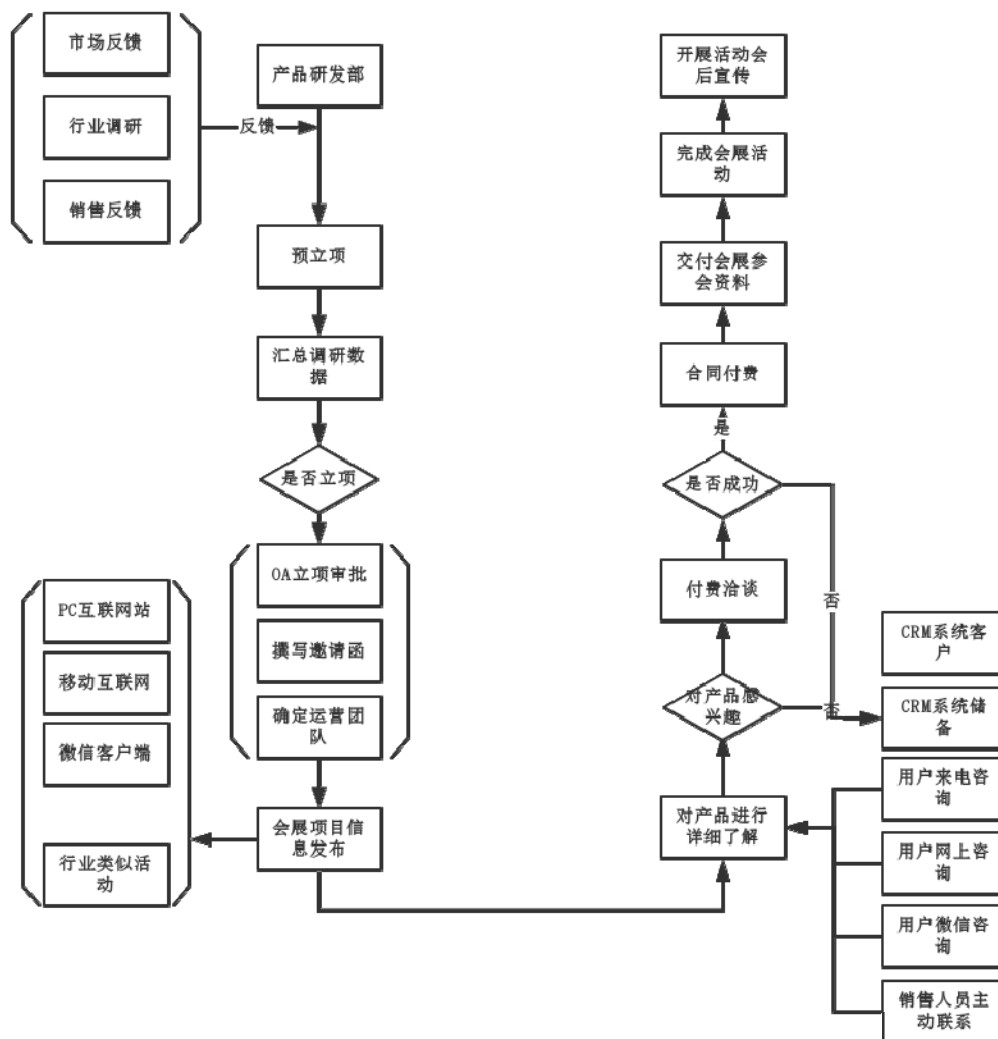 市场反馈
行业调研
销售反馈
反馈
产品研发部
预立项
汇总调研数
据
是否立项
OA立项审批
撰写邀请函
确定运营团
队
会展项目信
息发布
PC互联网站
移动互联网
微信客户端
行业类似活
动
开展活动会
后宣传
完成会展活
动
交付会展参
会资料
合同付费
是
是否成功
付费洽谈
否
对产品感
兴趣
否
对产品进行
详细了解
CRM系统客
户
CRM系统储
备
用户来电咨
询
用户网上咨
询
用户微信咨
询
销售人员主
动联系